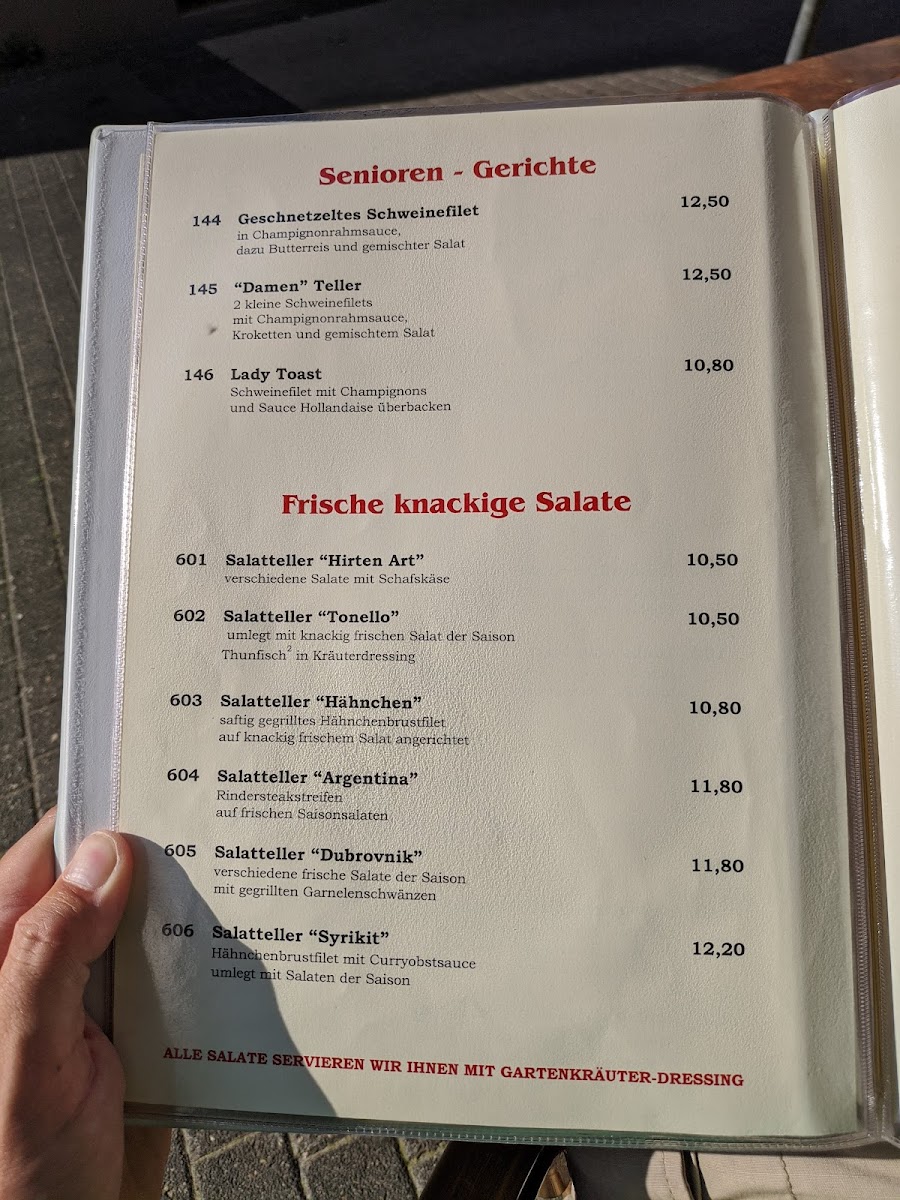 Senioren - Gerichte
144 Geschnetzeltes Schweinefilet 12,50
in Champignonrahmsauce,
dazu Butterreis und gemischter Salat
145 “Damen” Teller 12,50
2 kleine Schweinefilets
mit Champignonrahmsauce,
Kroketten und gemischtem Salat
146 Lady Toast 10,80
Schweinefilet mit Champignons
und Sauce Hollandaise überbacken
Frische knackige Salate
601 Salatteller “Hirten Art” 10,50
verschiedene Salate mit Schafskäse
602 Salatteller “Tonello” 10,50
umlegt mit knackig frischen Salat der Saison
Thunfisch² in Kräuterdressing
603 Salatteller “Hähnchen” 10,80
saftig gegrilltes Hähnchenbrustfilet
auf knackig frischem Salat angerichtet
604 Salatteller “Argentina” 11,80
Rindersteakstreifen
auf frischen Saisonsalaten
605 Salatteller “Dubrovnik” 11,80
verschiedene frische Salate der Saison
mit gegrillten Garnelenschwänzen
606 Salatteller “Syrikit” 12,20
Hähnchenbrustfilet mit Curryobstsauce
umlegt mit Salaten der Saison
ALLE SALATE SERVIEREN WIR IHNEN MIT GARTENKRÄUTER-DRESSING